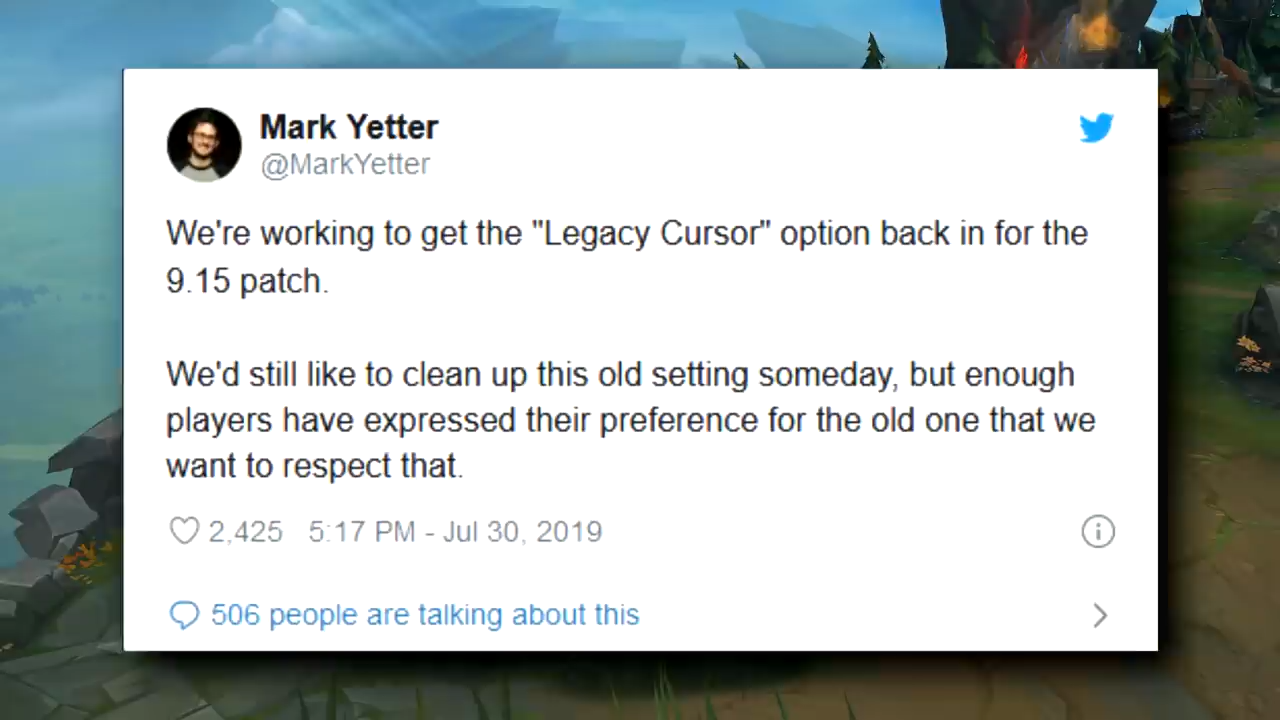 Mark Yetter
@MarkYetter
We're working to get the "Legacy Cursor" option back in for the
9.15 patch.
We'd still like to clean up this old setting someday, but enough
players have expressed their preference for the old one that we
want to respect that.
2,425 5:17 PM - Jul 30, 2019
506 people are talking about this